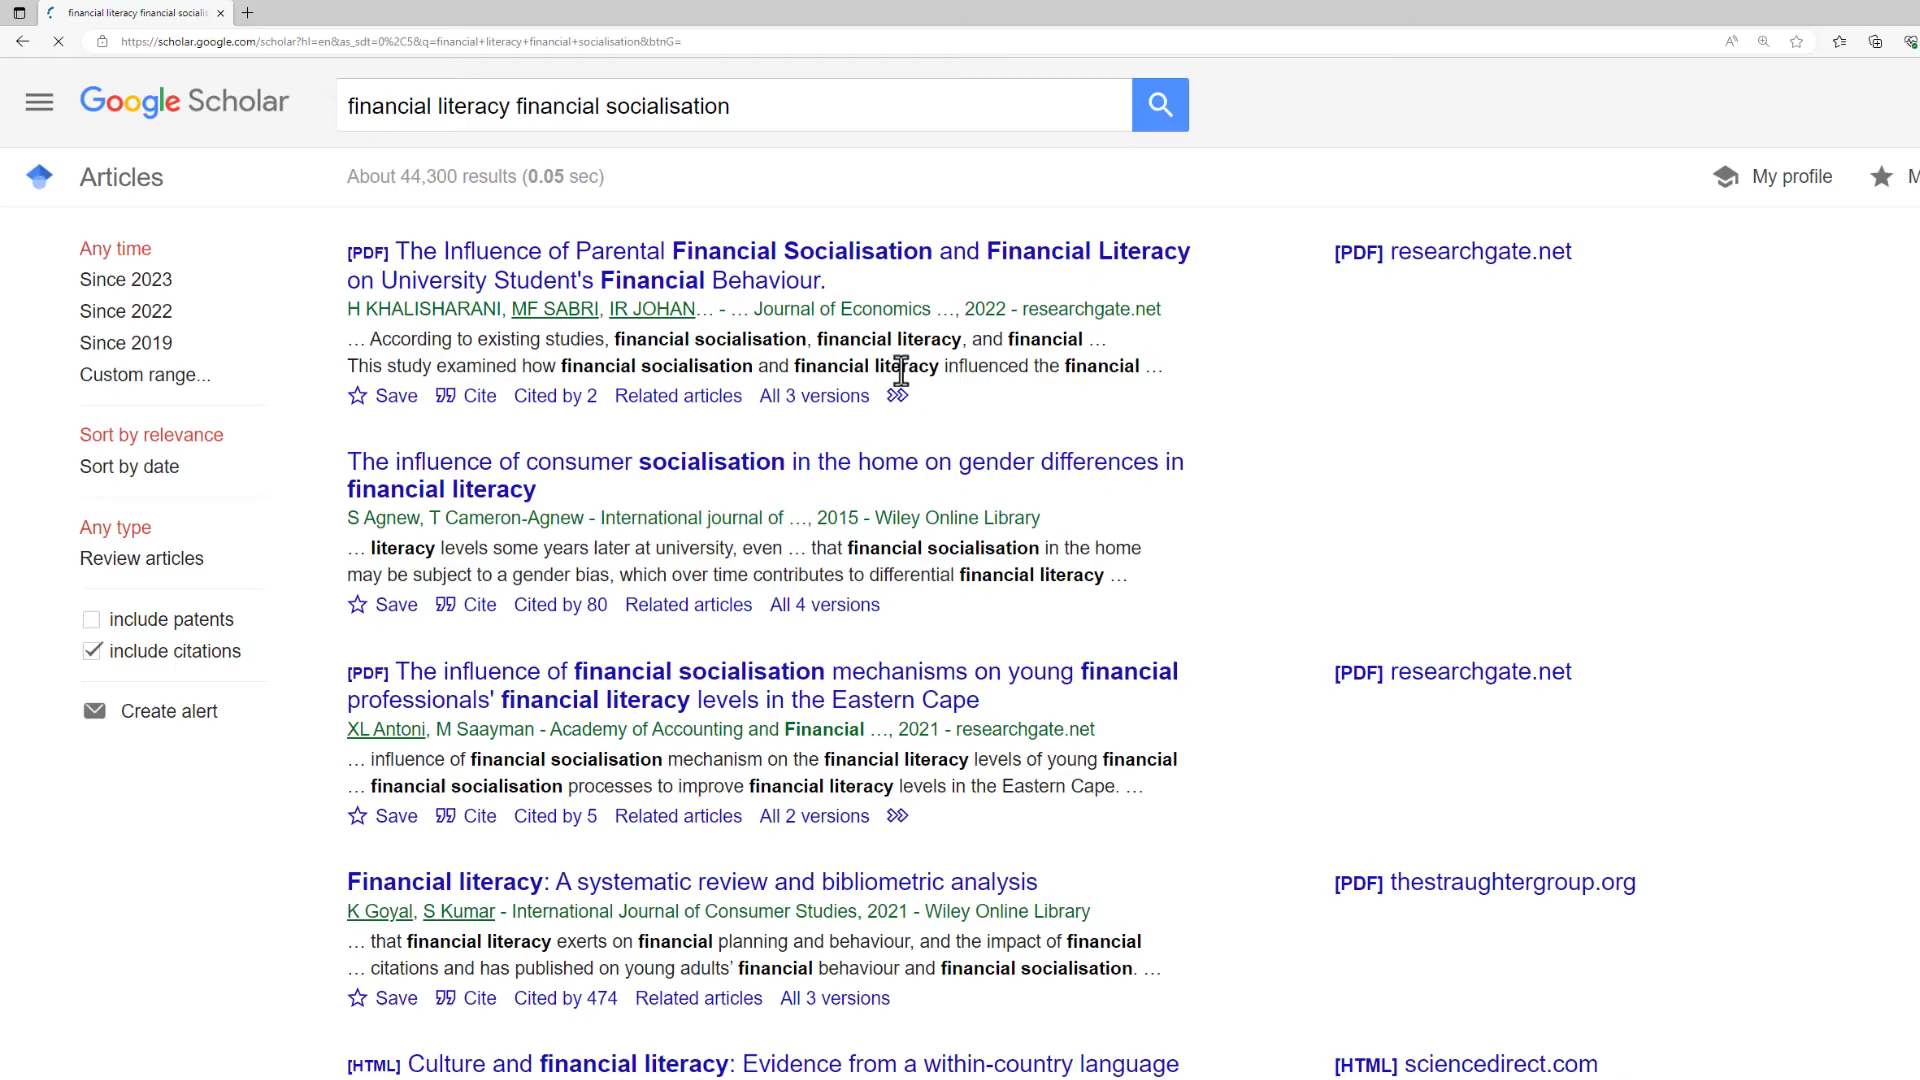 financial literacy financial socialis
https://scholar.google.com/scholar?hl=en&as_sdt=0%2C5&q=financial+literacy+financial+socialisation&btnG=
Google Scholar
financial literacy financial socialisation
Articles
About 44,300 results (0.05 sec)
My profile
M
Any time
Since 2023
Since 2022
Since 2019
Custom range...
Sort by relevance
Sort by date
Any type
Review articles
include patents
include citations
Create alert
[PDF] The Influence of Parental Financial Socialisation and Financial Literacy
on University Student's Financial Behaviour.
H KHALISHARANI, MF SABRI, IR JOHAN… - … Journal of Economics …, 2022 - researchgate.net
… According to existing studies, financial socialisation, financial literacy, and financial …
This study examined how financial socialisation and financial literacy influenced the financial …
Save Cite Cited by 2 Related articles All 3 versions
[PDF] researchgate.net
The influence of consumer socialisation in the home on gender differences in
financial literacy
S Agnew, T Cameron-Agnew - International journal of …, 2015 - Wiley Online Library
… literacy levels some years later at university, even … that financial socialisation in the home
may be subject to a gender bias, which over time contributes to differential financial literacy …
Save Cite Cited by 80 Related articles All 4 versions
[PDF] The influence of financial socialisation mechanisms on young financial
professionals' financial literacy levels in the Eastern Cape
XL Antoni, M Saayman - Academy of Accounting and Financial …, 2021 - researchgate.net
… influence of financial socialisation mechanism on the financial literacy levels of young financial
… financial socialisation processes to improve financial literacy levels in the Eastern Cape. …
Save Cite Cited by 5 Related articles All 2 versions
[PDF] researchgate.net
Financial literacy: A systematic review and bibliometric analysis
K Goyal, S Kumar - International Journal of Consumer Studies, 2021 - Wiley Online Library
… that financial literacy exerts on financial planning and behaviour, and the impact of financial
… citations and has published on young adults' financial behaviour and financial socialisation. …
Save Cite Cited by 474 Related articles All 3 versions
[PDF] thestraughtergroup.org
[HTML] Culture and financial literacy: Evidence from a within-country language
[HTML] sciencedirect.com